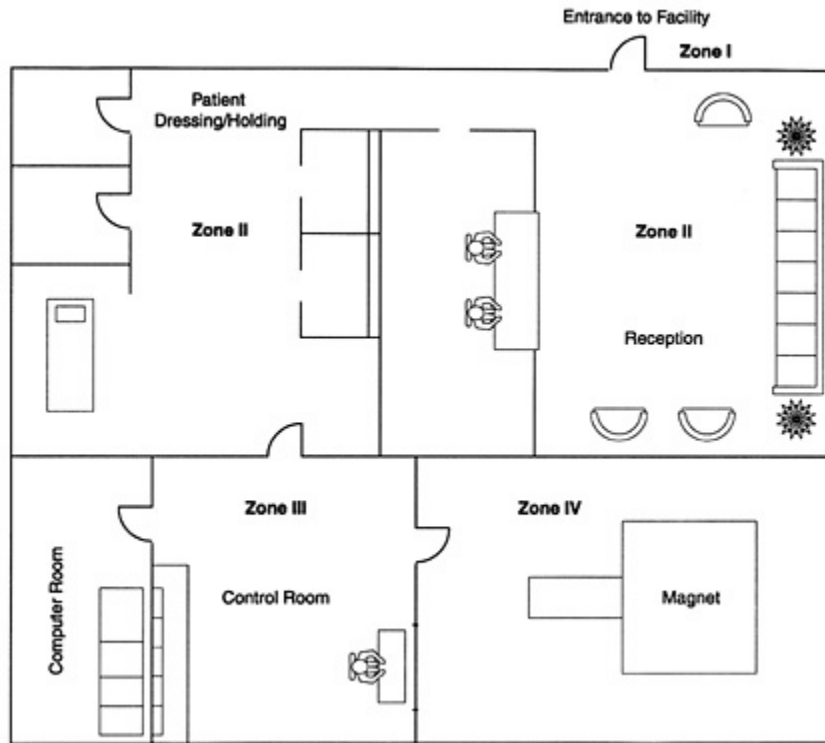 Entrance to Facility
Zone I
Patient
Dressing/Holding
Zone II
Zone II
Reception
Zone III
Zone IV
Computer Room
Control Room
Magnet